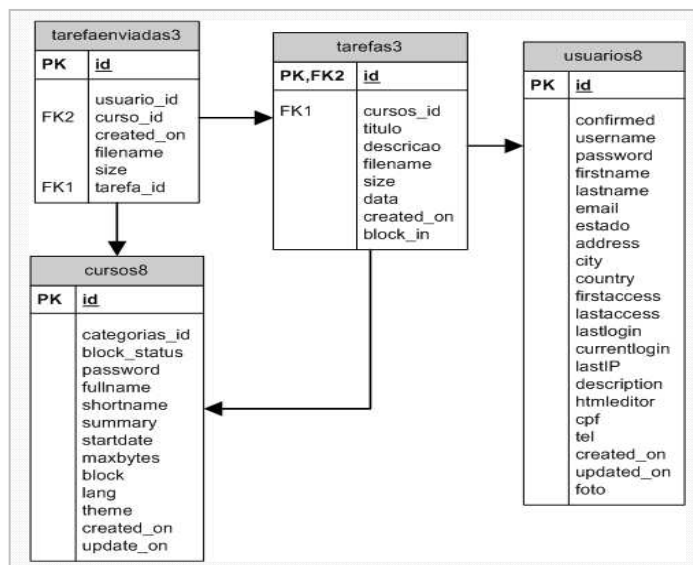 tarefaenviadas3
PK id
usuario_id
FK2 curso_id
created_on
filename
size
FK1 tarefa_id
tarefas3
PK,FK2 id
FK1 cursos_id
titulo
descricao
filename
size
data
created_on
block_in
usuarios8
PK id
confirmed
username
password
firstname
lastname
email
estado
address
city
country
firstaccess
lastaccess
lastlogin
currentlogin
lastIP
description
htmleditor
cpf
tel
created_on
updated_on
foto
cursos8
PK id
categorias_id
block_status
password
fullname
shortname
summary
startdate
maxbytes
block
lang
theme
created_on
update_on